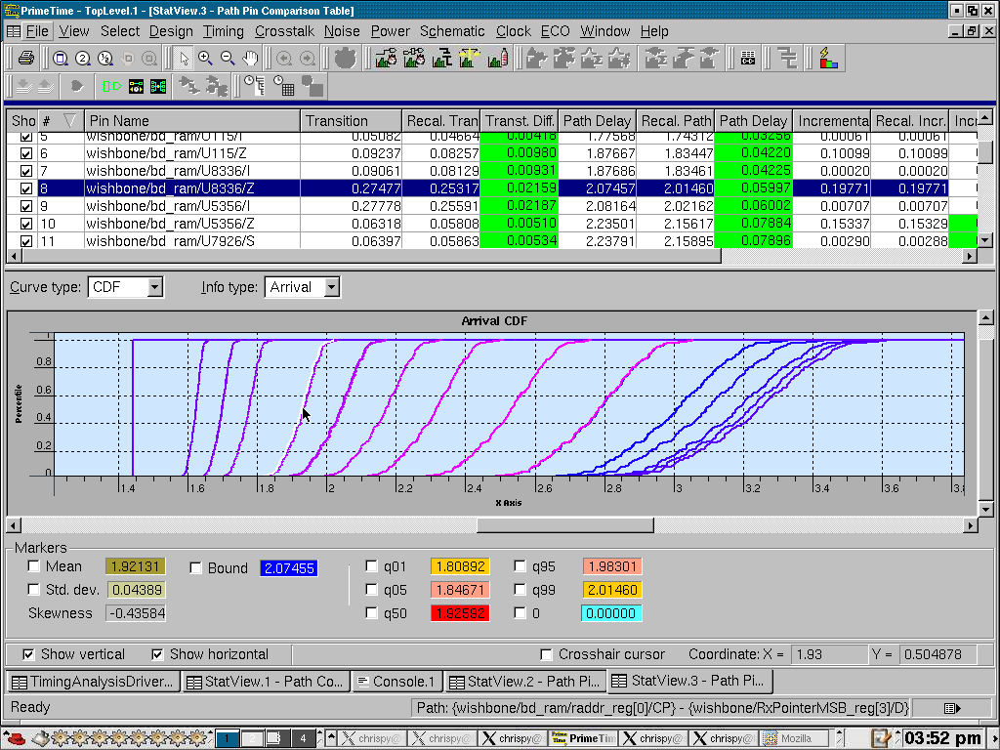 PrimeTime - TopLevel.1 - [StatView.3 - Path Pin Comparison Table]
File View Select Design Timing Crosstalk Noise Power Schematic Clock ECO Window Help
Sho # Pin Name Transition Recal. Tran Transt. Diff. Path Delay Recal. Path Path Delay Incrementa Recal. Incr. Incr
5 wishbone/bd_ram/U115/I 0.05082 0.04664 0.00418 1.77568 1.74312 0.03256 0.00061 0.00061
6 wishbone/bd_ram/U115/Z 0.09237 0.08257 0.00980 1.87667 1.83447 0.04220 0.10099 0.00099
7 wishbone/bd_ram/U8336/I 0.09061 0.08129 0.00931 1.87686 1.83461 0.04225 0.00020 0.00020
8 wishbone/bd_ram/U8336/Z 0.27477 0.25317 0.02159 2.07457 2.01460 0.05997 0.19771 0.19771
9 wishbone/bd_ram/U5356/I 0.27778 0.25591 0.02187 2.08164 2.02162 0.06002 0.00707 0.00707
10 wishbone/bd_ram/U5356/Z 0.06318 0.05808 0.00510 2.23501 2.15617 0.07884 0.15337 0.15329
11 wishbone/bd_ram/U7926/S 0.06397 0.05863 0.00534 2.23791 2.15895 0.07896 0.00290 0.00288
Curve type: CDF Info type: Arrival
Arrival CDF
Percentile
1
0.8
0.6
0.4
0.2
0
1.4 1.6 1.8 2 2.2 2.4 2.6 2.8 3 3.2 3.4 3.6 3.8
X Axis
Markers
Mean 1.92131 Bound 2.07455 q01 1.80892 q95 1.98301
Std. dev. 0.04389 q05 1.84671 q99 2.01460
Skewness -0.43584 q50 1.92592 0 0.00000
Show vertical Show horizontal Crosshair cursor Coordinate: X = 1.93 Y = 0.504878
TimingAnalysisDriver... StatView.1 - Path Co... Console.1 StatView.2 - Path Pi... StatView.3 - Path Pi...
Ready Path: {wishbone/bd_ram/raddr_reg[0]/CP} - {wishbone/RxPointerMSB_reg[3]/D}
1 2 4 chrispy@ chrispy@ chrispy@ PrimeTim chrispy@ chrispy@ Mozilla 03:52 pm